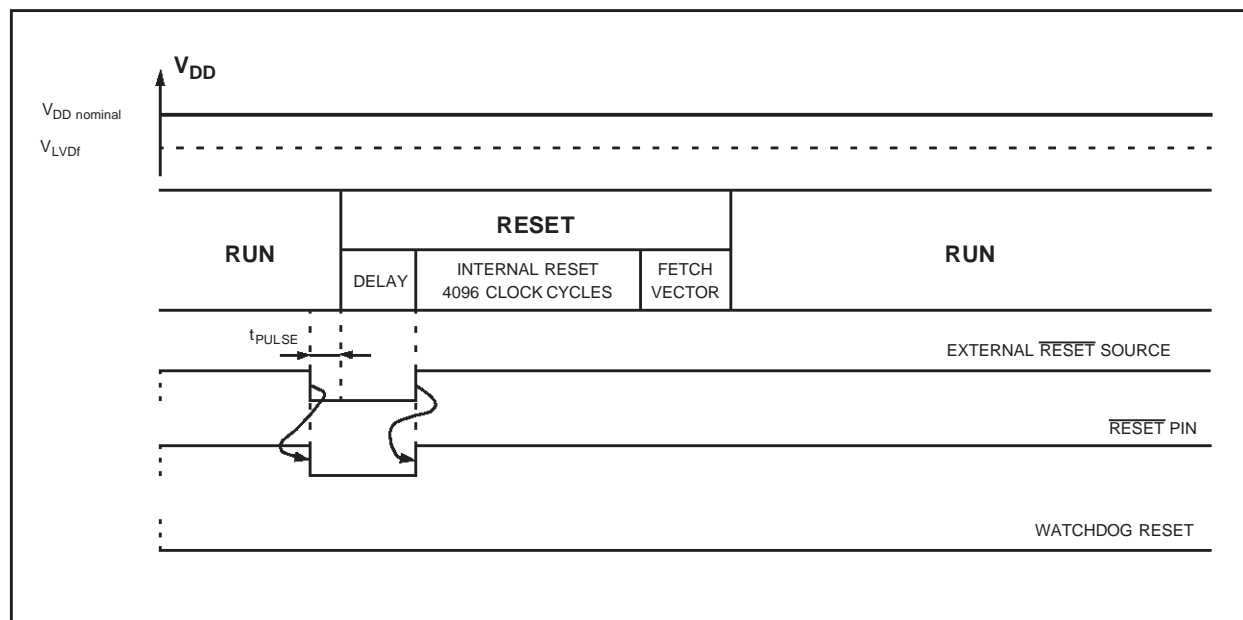 VDD
VDD nominal
VLVDf
RUN
RESET
RUN
DELAY
INTERNAL RESET
4096 CLOCK CYCLES
FETCH
VECTOR
tPULSE
EXTERNAL RESET SOURCE
RESET PIN
WATCHDOG RESET